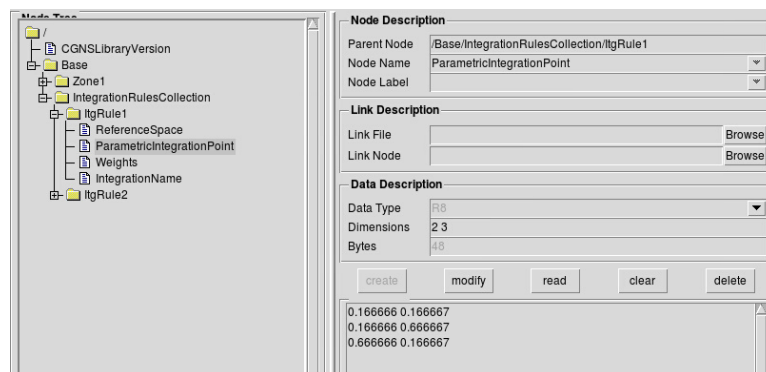 Node Tree
/
CGNSLibraryVersion
Base
Zone1
IntegrationRulesCollection
ItgRule1
ReferenceSpace
ParametricIntegrationPoint
Weights
IntegrationName
ItgRule2
Node Description
Parent Node /Base/IntegrationRulesCollection/ItgRule1
Node Name ParametricIntegrationPoint
Node Label
Link Description
Link File Browse
Link Node Browse
Data Description
Data Type R8
Dimensions 2 3
Bytes 48
create modify read clear delete
0.166666 0.166667
0.166666 0.666667
0.666666 0.166667